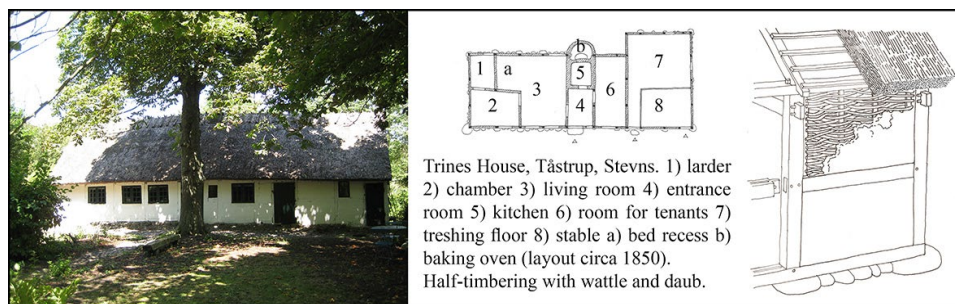 b
1 a 5 7
3 6
2 4 8
Trines House, Tåstrup, Stevns. 1) larder
2) chamber 3) living room 4) entrance
room 5) kitchen 6) room for tenants 7)
treshing floor 8) stable a) bed recess b)
baking oven (layout circa 1850).
Half-timbering with wattle and daub.